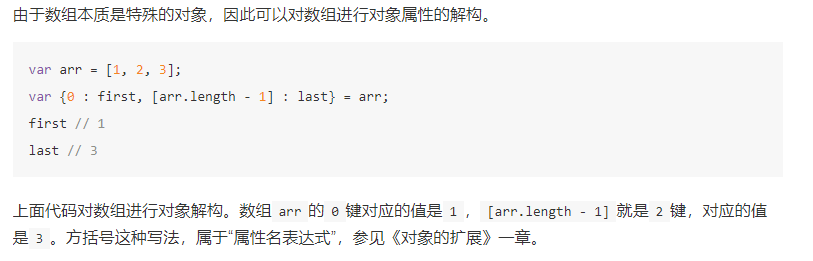 由于数组本质是特殊的对象，因此可以对数组进行对象属性的解构。
var arr = [1, 2, 3];
var {0 : first, [arr.length - 1] : last} = arr;
first // 1
last // 3
上面代码对数组进行对象解构。数组 arr 的 0 键对应的值是 1 ， [arr.length - 1] 就是 2 键，对应的值
是 3 。方括号这种写法，属于“属性名表达式”，参见《对象的扩展》一章。